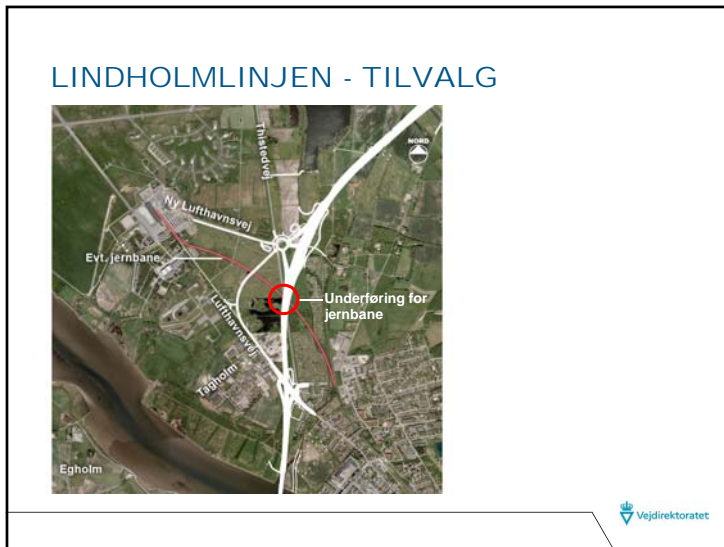 LINDHOLMLINJEN - TILVALG
Thistedvej
NORD
Ny Lufthavnsvej
Evt. jernbane
Underføring for
jernbane
Lufthavnsvej
Tagholm
Egholm
Vejdirektoratet